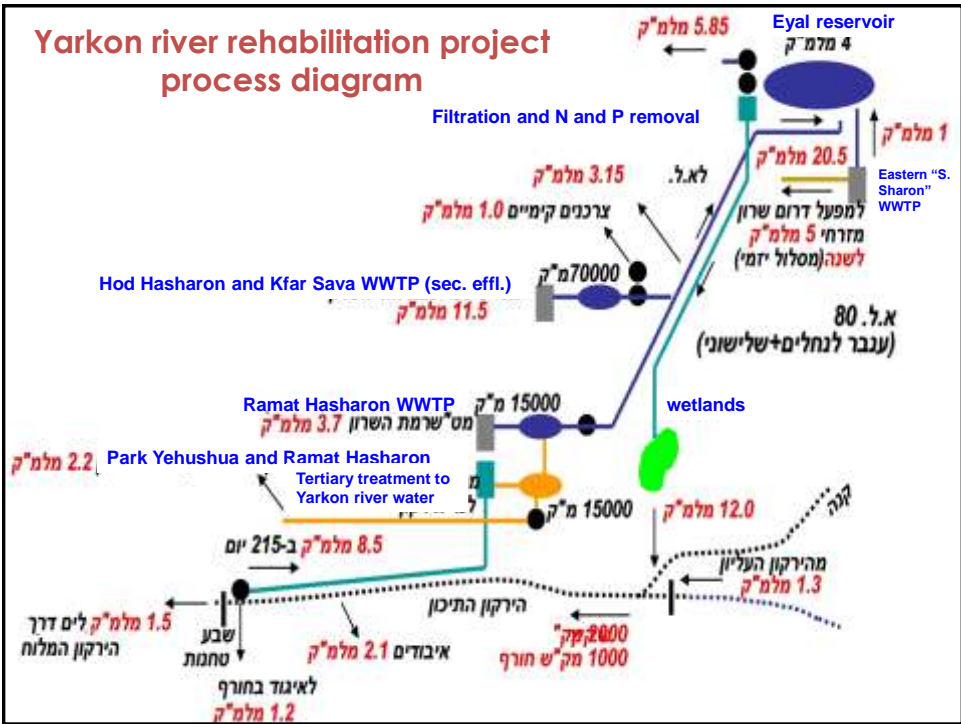 Yarkon river rehabilitation project
process diagram
5.85 מלמ"ק
Eyal reservoir
4 מלמ"ק
Filtration and N and P removal
1 מלמ"ק
20.5 מלמ"ק
Eastern "S.
Sharon"
WWTP
3.15 מלמ"ק
לא.ל.
צרכנים קימיים 1.0 מלמ"ק
למפעל דרום שרון
מזרחי 5 מלמ"ק
לשנה(מסלול יזמי)
Hod Hasharon and Kfar Sava WWTP (sec. effl.)
70000מ"ק
11.5 מלמ"ק
א.ל. 80
(ענבר לנחלים+שלישוני)
Ramat Hasharon WWTP
15000 מ"ק
wetlands
מט"שרמת השרון 3.7 מלמ"ק
2.2 מלמ"ק
Park Yehushua and Ramat Hasharon
Tertiary treatment to
Yarkon river water
15000 מ"ק
12.0 מלמ"ק
קנה
8.5 מלמ"ק ב-215 יום
מהירקון העליון
1.3 מלמ"ק
הירקון התיכון
1.5 מלמ"ק לים דרך
הירקון המלוח
שבע
טחנות
איבודים 2.1 מלמ"ק
1000 מק"ש חורף
לאיגוד בחורף
1.2 מלמ"ק